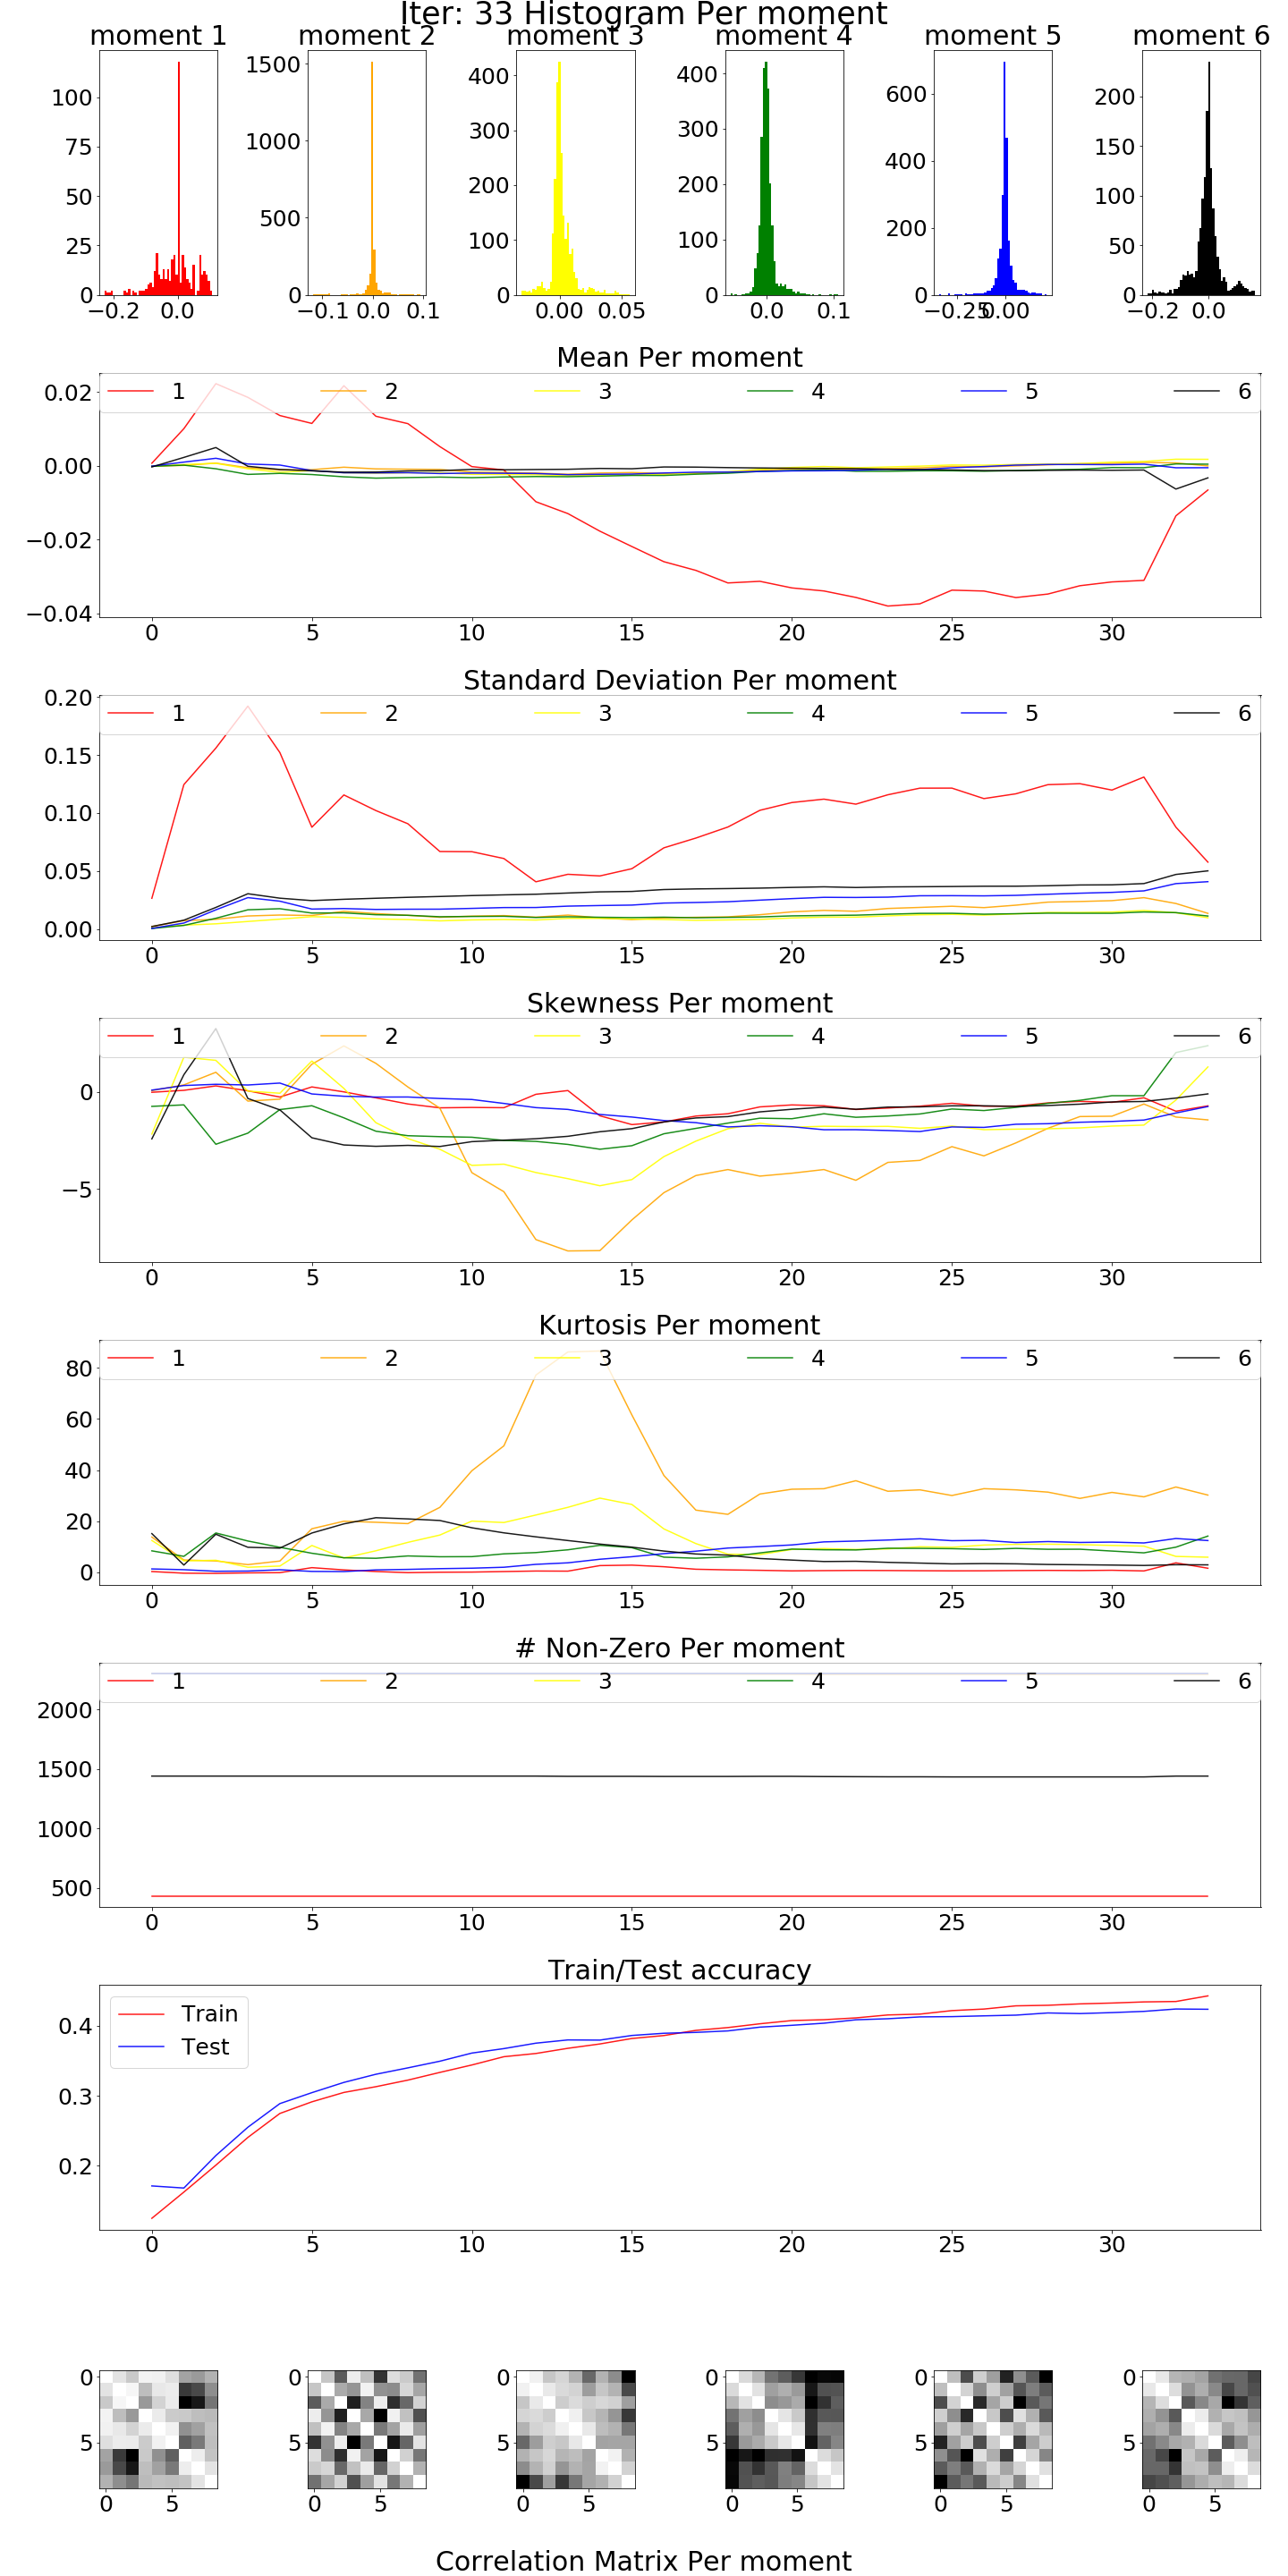 Iter: 33 Histogram Per moment
moment 1 moment 2 moment 3 moment 4 moment 5 moment 6
100 75 50 25 0
−0.2 0.0
1500 1000 500 0
−0.1 0.0 0.1
400 300 200 100 0
0.00 0.05
400 300 200 100 0
0.0 0.1
600 400 200 0
−0.25 0.00
200 150 100 50 0
−0.2 0.0
Mean Per moment
1 2 3 4 5 6
0.02
0.00
−0.02
−0.04
0 5 10 15 20 25 30
Standard Deviation Per moment
1 2 3 4 5 6
0.20
0.15
0.10
0.05
0.00
0 5 10 15 20 25 30
Skewness Per moment
1 2 3 4 5 6
0
−5
0 5 10 15 20 25 30
Kurtosis Per moment
1 2 3 4 5 6
80
60
40
20
0
0 5 10 15 20 25 30
# Non-Zero Per moment
1 2 3 4 5 6
2000
1500
1000
500
0 5 10 15 20 25 30
Train/Test accuracy
Train
Test
0.4
0.3
0.2
0 5 10 15 20 25 30
0 0 0 0 0 0
5 5 5 5 5 5
0 5 0 5 0 5 0 5 0 5 0 5
Correlation Matrix Per moment